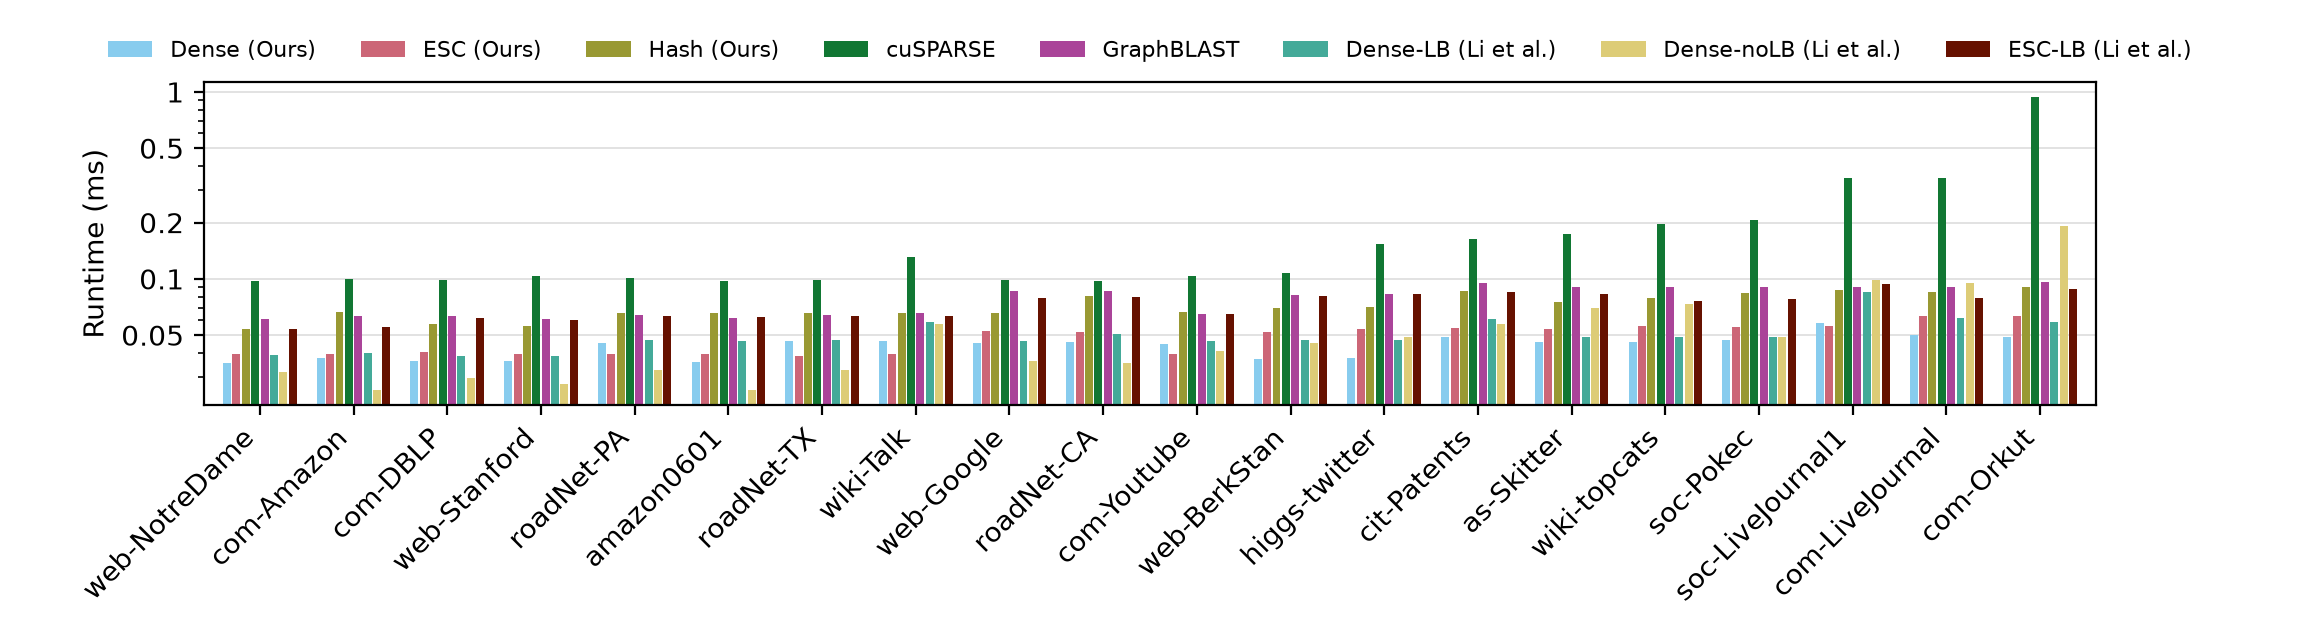 Dense (Ours) ESC (Ours) Hash (Ours) cuSPARSE GraphBLAST Dense-LB (Li et al.) Dense-noLB (Li et al.) ESC-LB (Li et al.)
Runtime (ms)
1
0.5
0.2
0.1
0.05
web-NotreDame
com-Amazon
com-DBLP
web-Stanford
roadNet-PA
amazon0601
roadNet-TX
wiki-Talk
web-Google
roadNet-CA
com-Youtube
web-BerkStan
higgs-twitter
cit-Patents
as-Skitter
wiki-topcats
soc-Pokec
soc-LiveJournal1
com-LiveJournal
com-Orkut